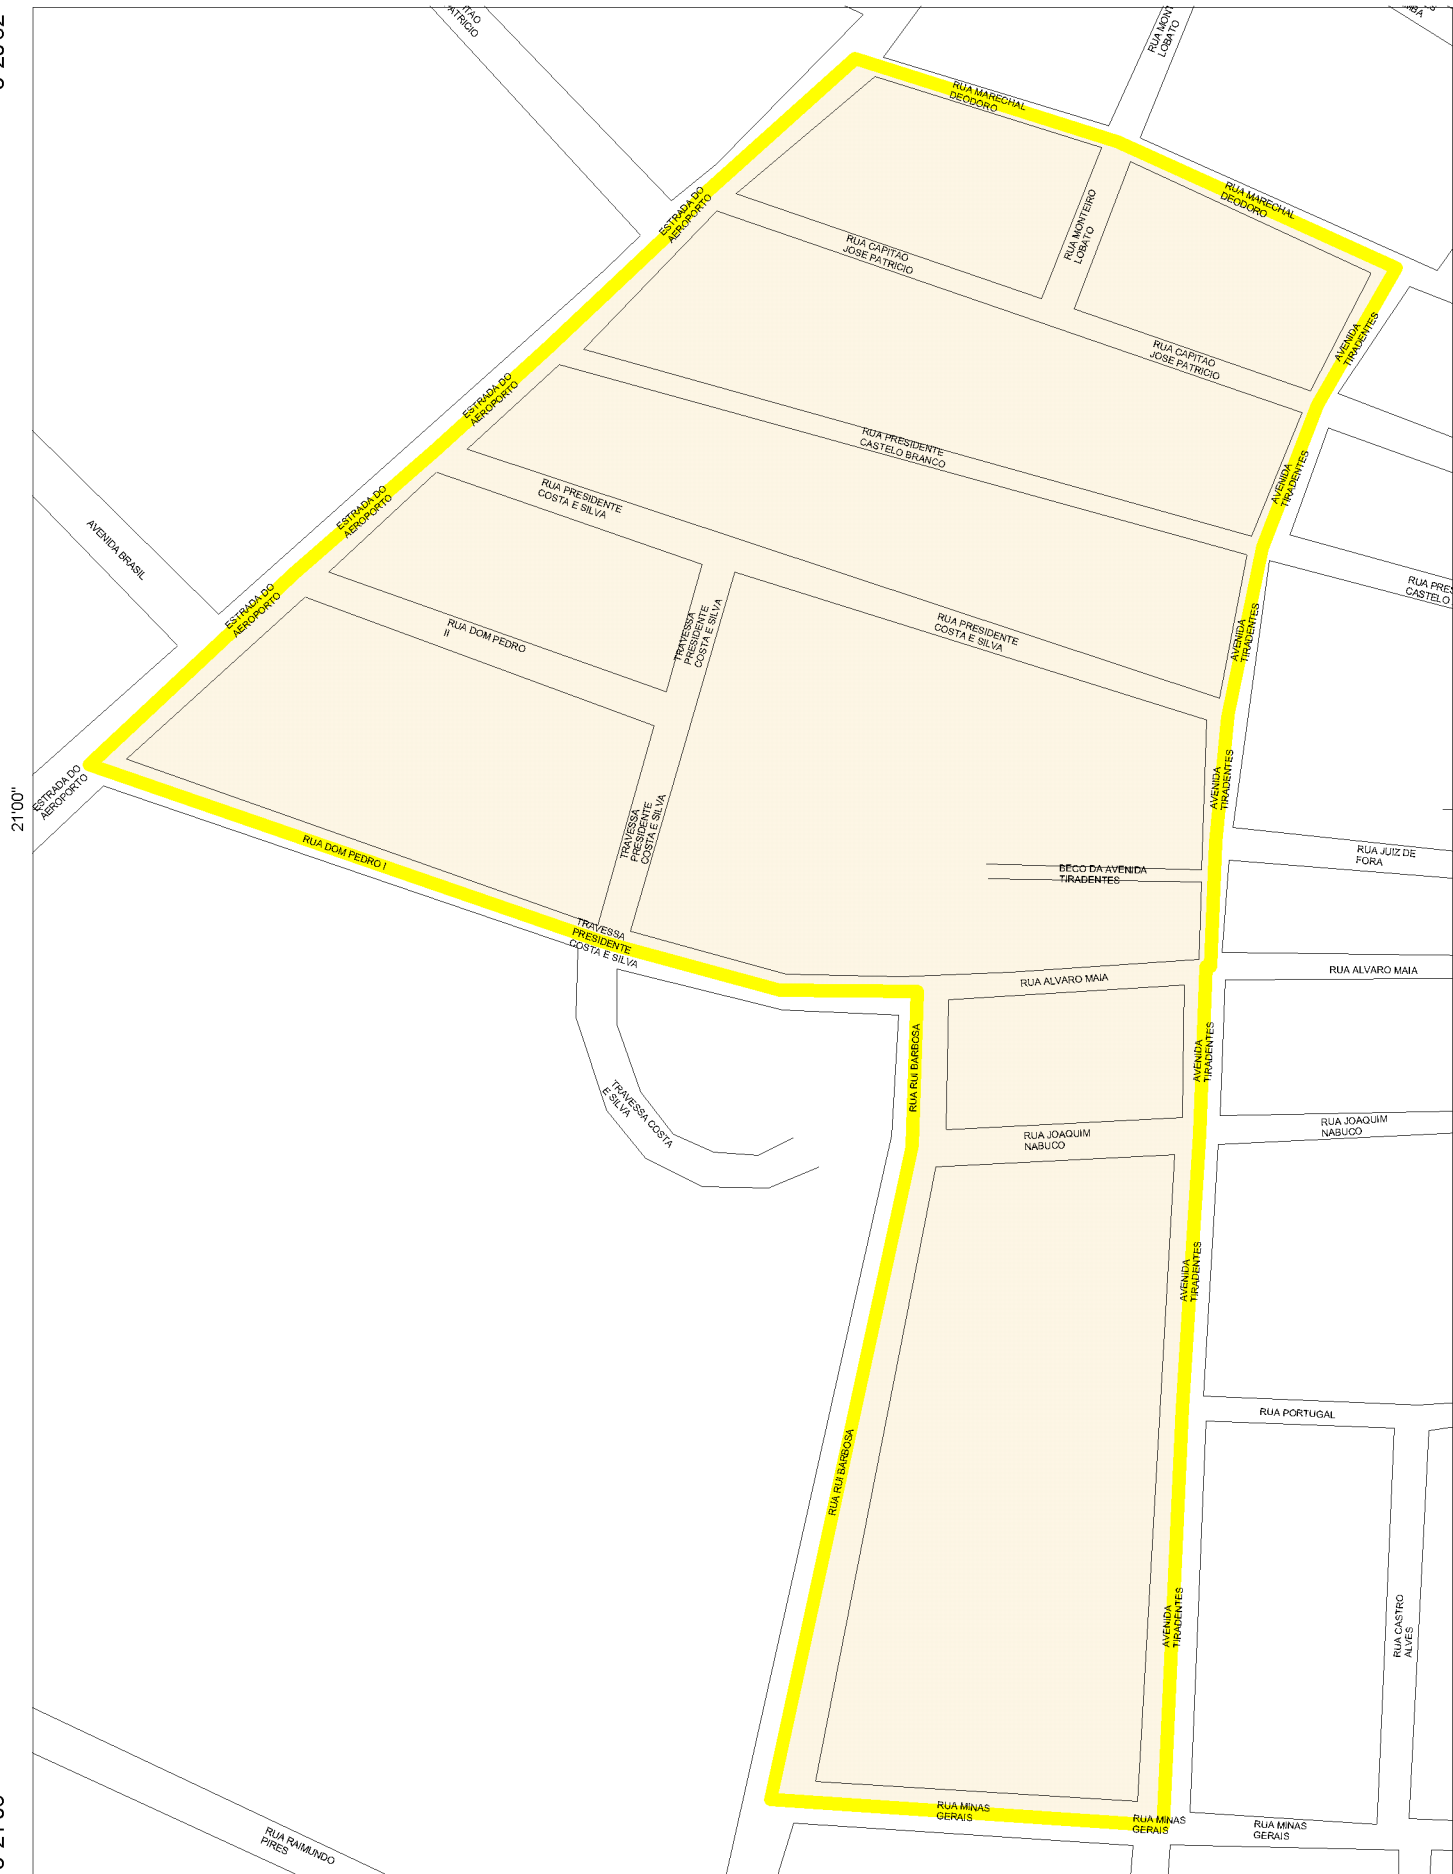 RUA MARECHAL
DEODORO
RUA MONT
LOBATO
RUA MARECHAL
DEODORO
ESTRADA DO
AEROPORTO
RUA CAPITAO
JOSE PATRICIO
RUA MONTEIRO
LOBATO
RUA CAPITAO
JOSE PATRICIO
AVENIDA
TIRADENTES
ESTRADA DO
AEROPORTO
RUA PRESIDENTE
CASTELO BRANCO
AVENIDA
TIRADENTES
ESTRADA DO
AEROPORTO
RUA PRESIDENTE
COSTA E SILVA
AVENIDA BRASIL
RUA PRES
CASTELO
ESTRADA DO
AEROPORTO
RUA DOM PEDRO
II
TRAVESSA
PRESIDENTE
COSTA E SILVA
RUA PRESIDENTE
COSTA E SILVA
AVENIDA
TIRADENTES
ESTRADA DO
AEROPORTO
21'00"
AVENIDA
TIRADENTES
TRAVESSA
PRESIDENTE
COSTA E SILVA
RUA DOM PEDRO I
RUA JUIZ DE
FORA
BECO DA AVENIDA
TIRADENTES
TRAVESSA
PRESIDENTE
COSTA E SILVA
RUA ALVARO MAIA
RUA ALVARO MAIA
RUA RUI BARBOSA
AVENIDA
TIRADENTES
TRAVESSA COSTA
E SILVA
RUA JOAQUIM
NABUCO
RUA JOAQUIM
NABUCO
AVENIDA
TIRADENTES
RUA PORTUGAL
RUA RUI BARBOSA
AVENIDA
TIRADENTES
RUA CASTRO
ALVES
RUA MINAS
GERAIS
RUA MINAS
GERAIS
RUA MINAS
GERAIS
RUA RAIMUNDO
PIRES